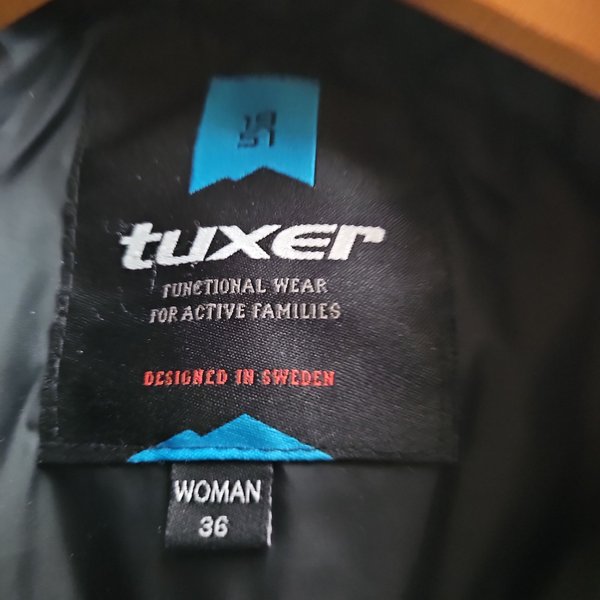 tuxer
FUNCTIONAL WEAR
FOR ACTIVE FAMILIES
DESIGNED IN SWEDEN
WOMAN
36